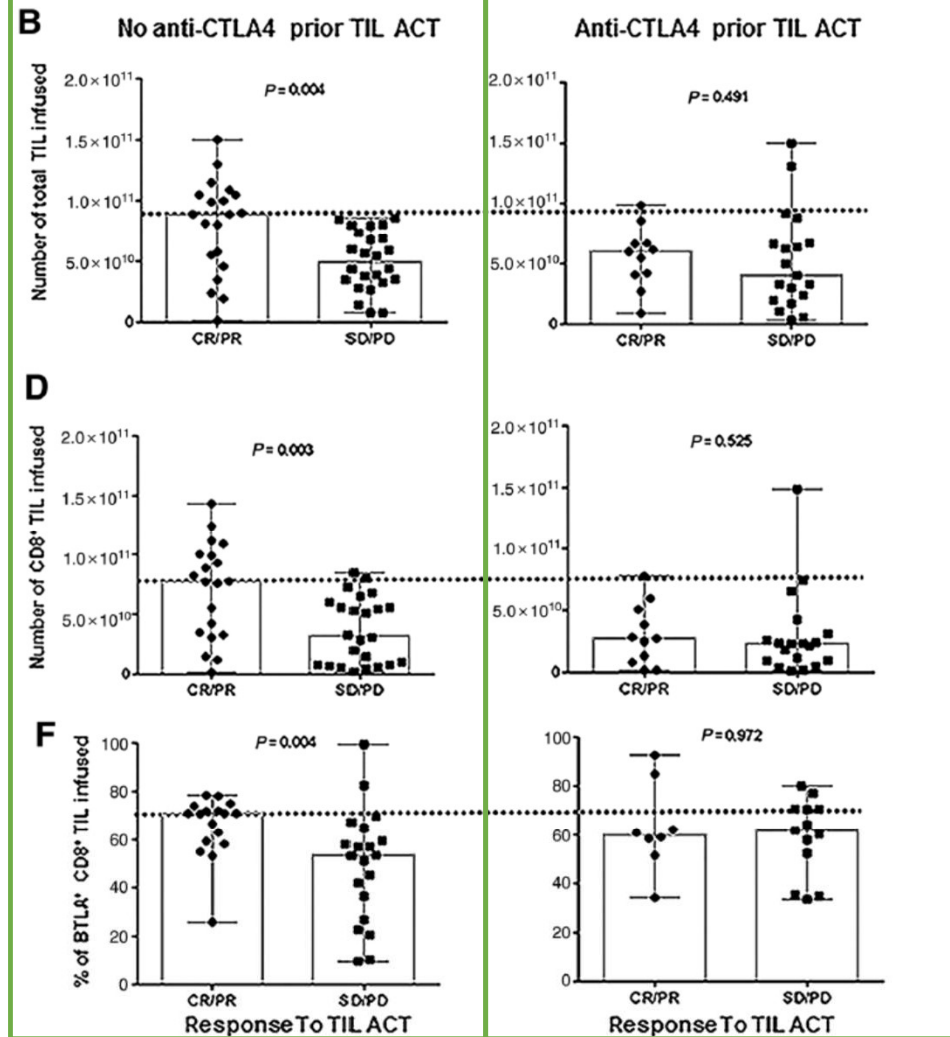 B
No anti-CTLA4 prior TIL ACT
Anti-CTLA4 prior TIL ACT
Number of total TIL infused
2.0×10¹¹
1.5×10¹¹
1.0×10¹¹
5.0×10¹⁰
0
P = 0.004
CR/PR
SD/PD
2.0×10¹¹
1.5×10¹¹
1.0×10¹¹
5.0×10¹⁰
0
P = 0.491
CR/PR
SD/PD
D
Number of CD8⁺ TIL infused
2.0×10¹¹
1.5×10¹¹
1.0×10¹¹
5.0×10¹⁰
0
P = 0.003
CR/PR
SD/PD
2.0×10¹¹
1.5×10¹¹
1.0×10¹¹
5.0×10¹⁰
0
P = 0.525
CR/PR
SD/PD
F
% of BTLA⁺ CD8⁺ TIL infused
100
80
60
40
20
0
P = 0.004
CR/PR
SD/PD
Response To TIL ACT
100
80
60
40
20
0
P = 0.972
CR/PR
SD/PD
Response To TIL ACT